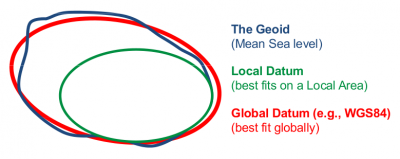 The Geoid
(Mean Sea level)
Local Datum
(best fits on a Local Area)
Global Datum (e.g., WGS84)
(best fit globally)